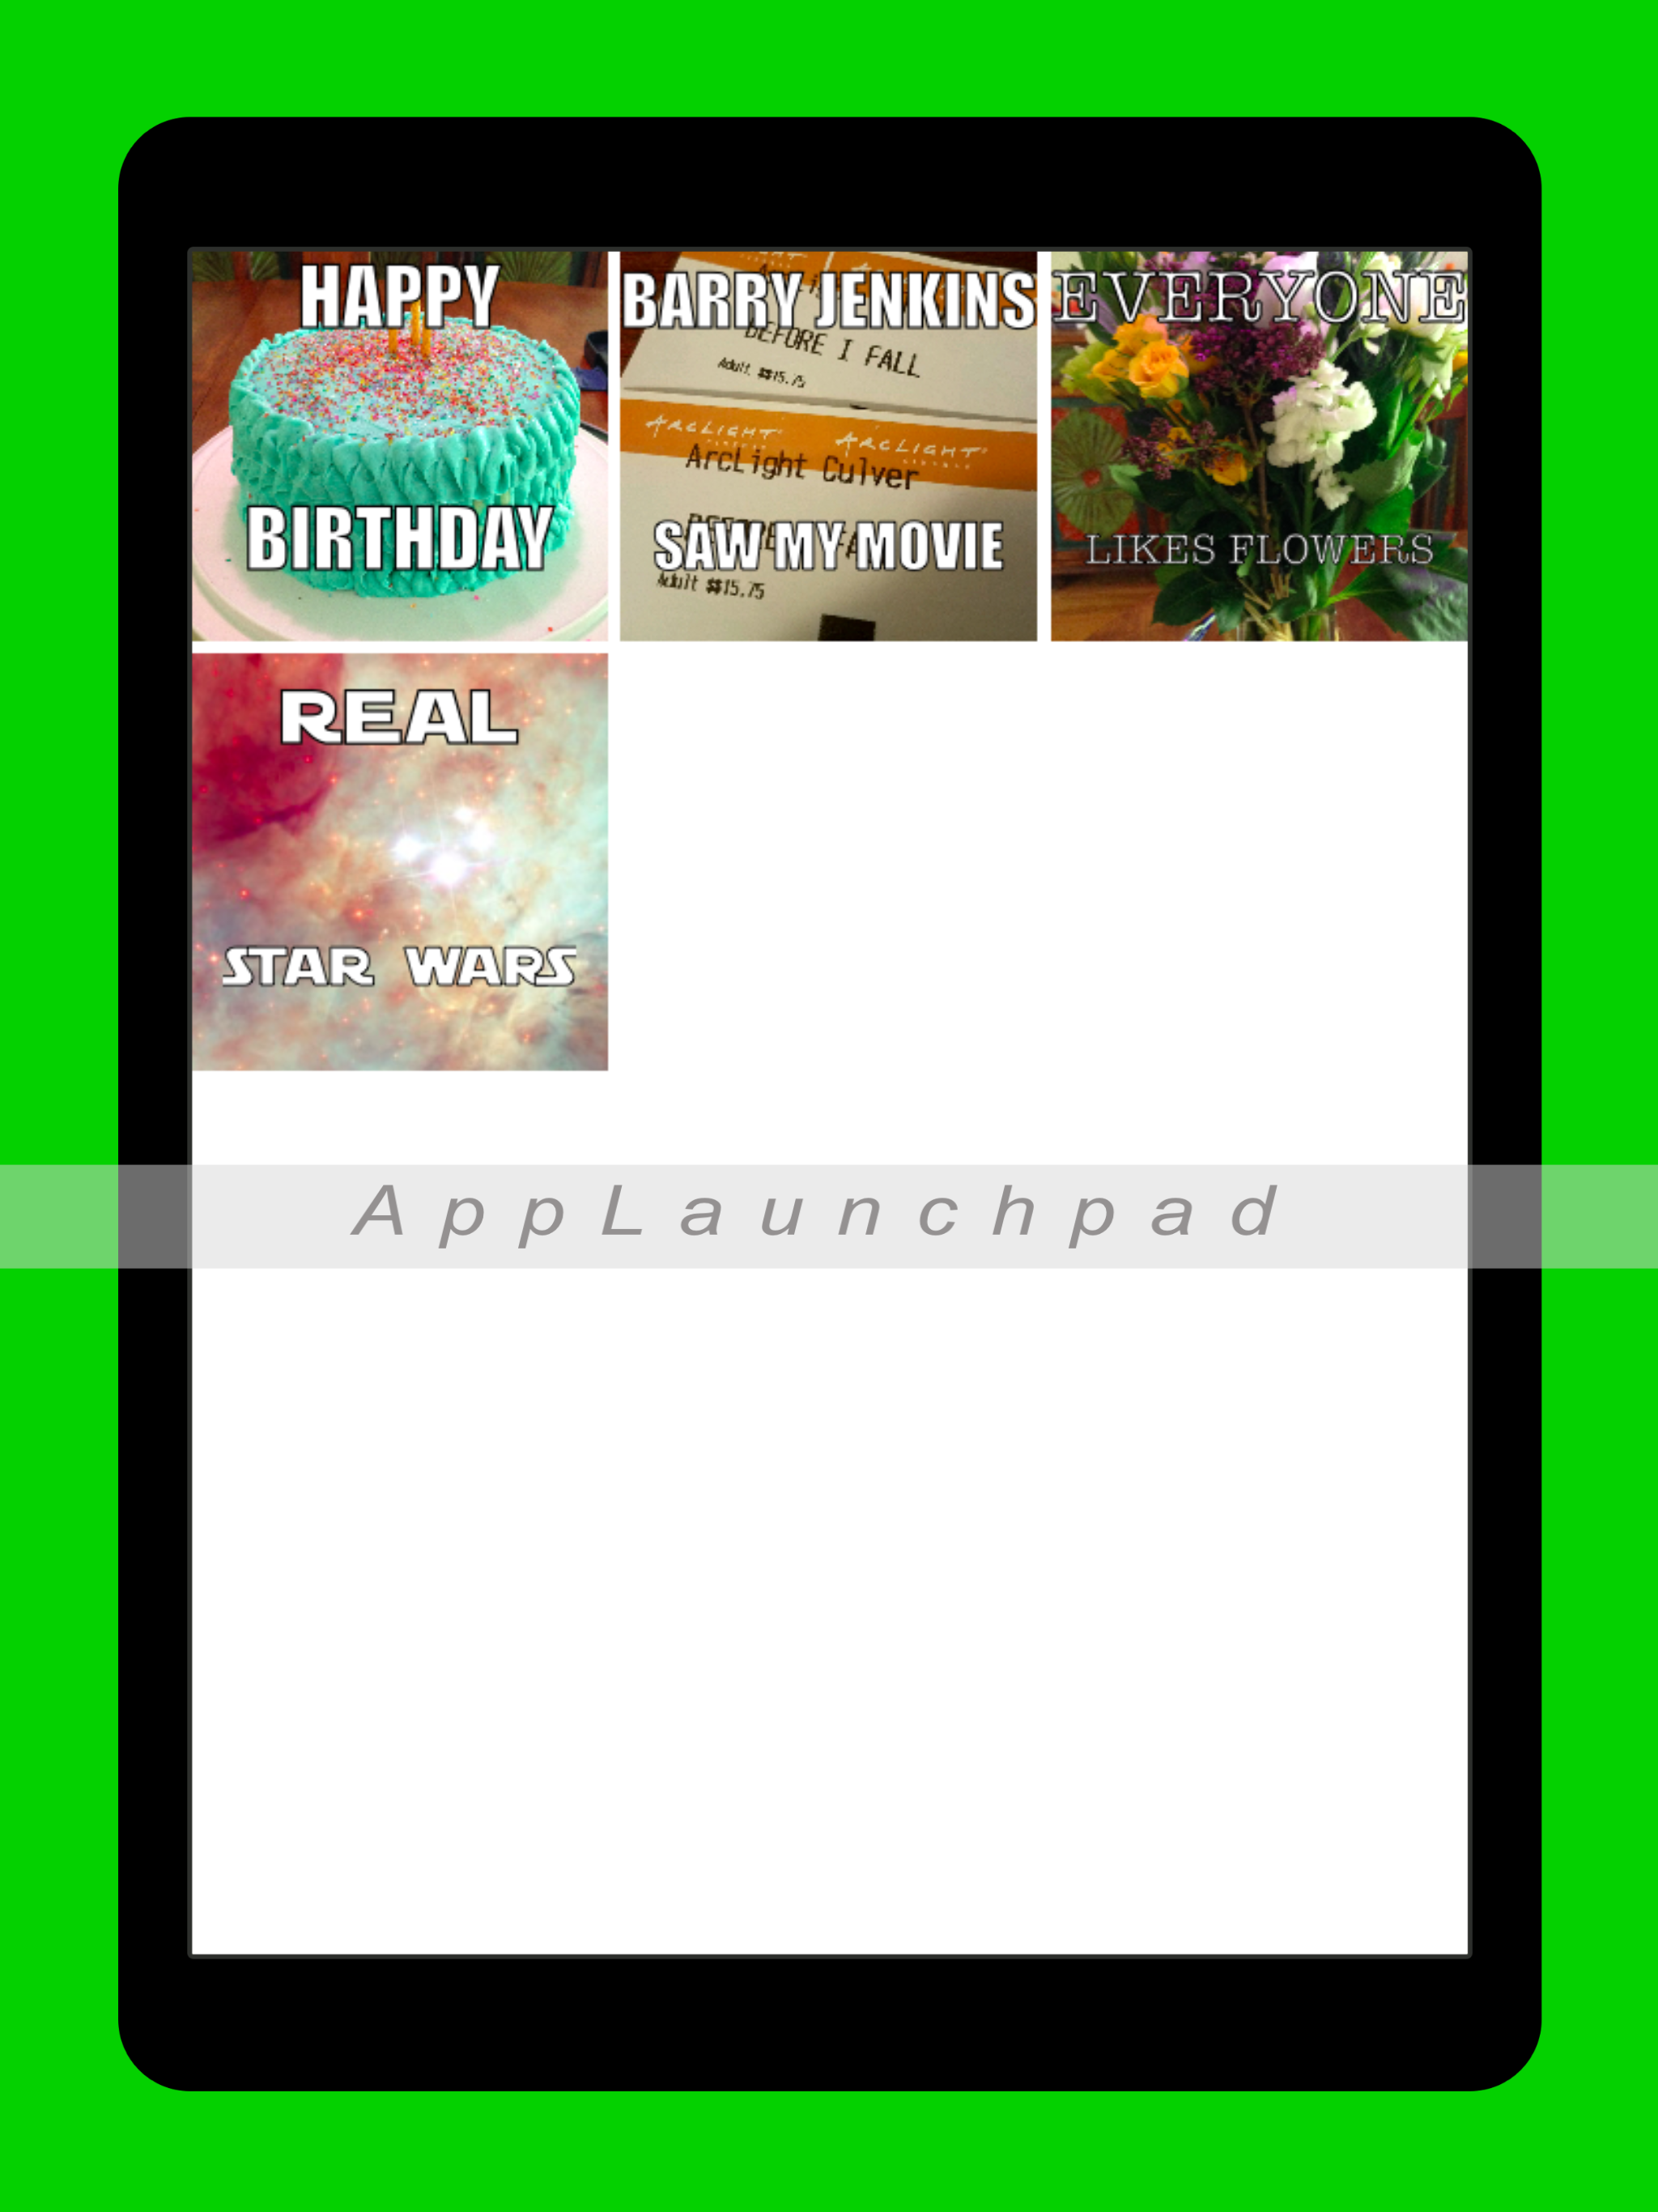 HAPPY
BIRTHDAY
BARRY JENKINS
BEFORE I FALL
Adult $$15.75
ARCLIGHT ARCLIGHT
ArcLight Culver
SAW MY MOVIE
Adult $$15.75
EVERYONE
LIKES FLOWERS
REAL
STAR WARS
AppLaunchpad